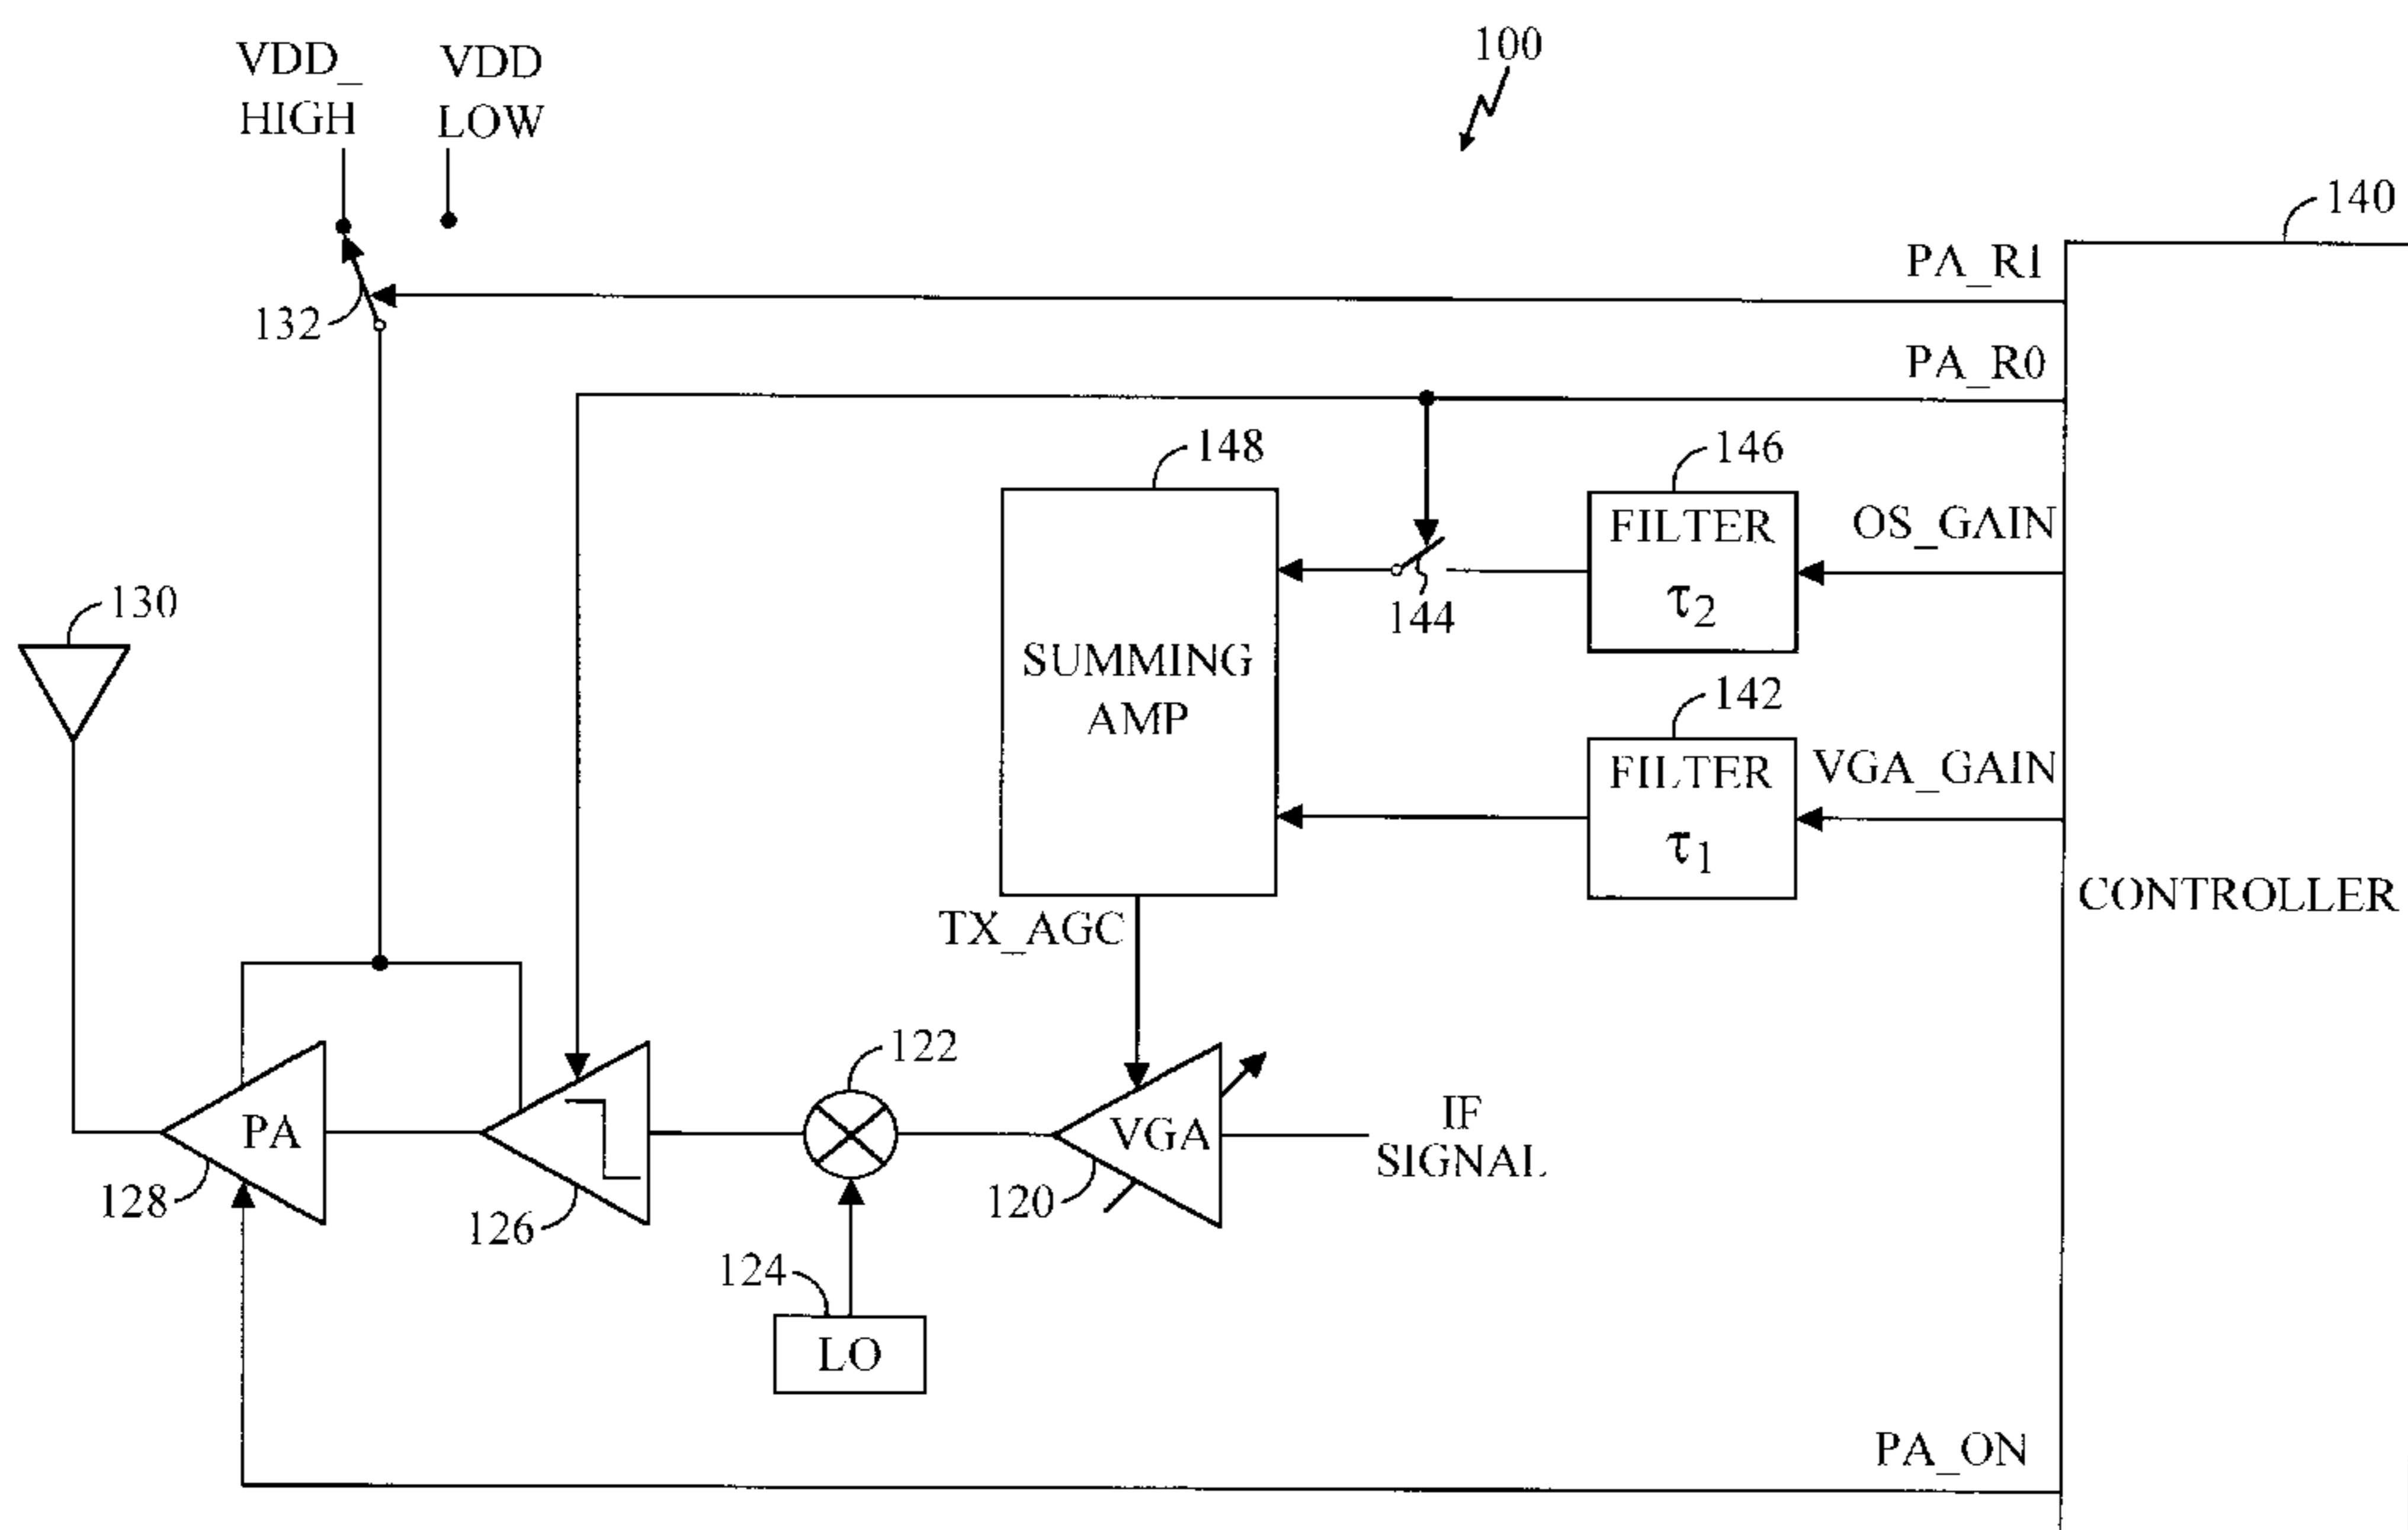 100
VDD_
HIGH
VDD
LOW
140
PA_R1
132
PA_R0
148
146
FILTER
τ2
OS_GAIN
144
130
SUMMING
AMP
142
FILTER
τ1
VGA_GAIN
CONTROLLER
TX_AGC
122
PA
VGA
IF
SIGNAL
128
126
120
124
LO
PA_ON